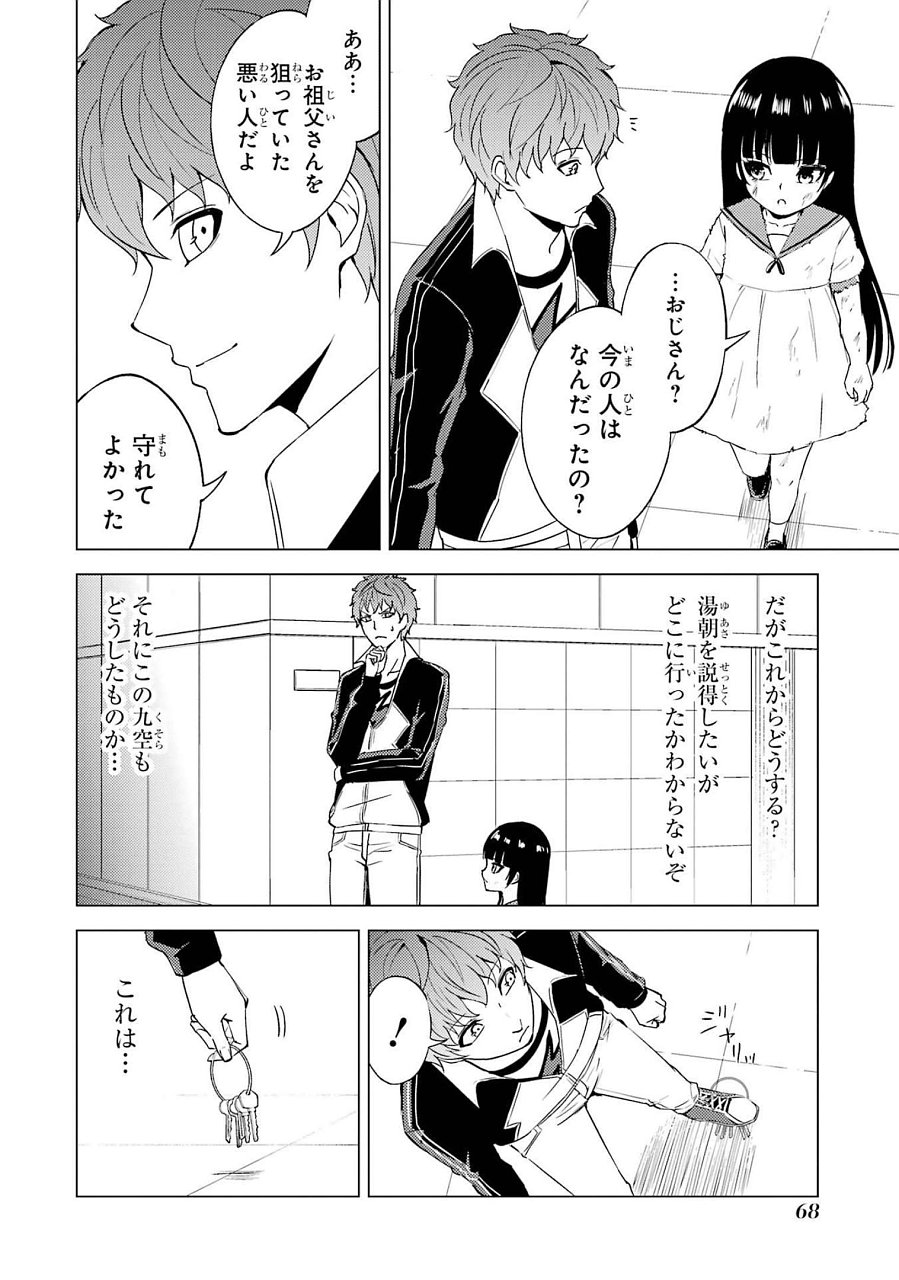 …おじさん?
今の人は
なんだったの?
ああ…
お祖父さんを
狙っていた
悪い人だよ
守れて
よかった
だがこれからどうする?
湯朝を説得したいが
どこに行ったかわからないぞ
それにこの九空も
どうしたものか…
!
ジャリッ
これは…
68